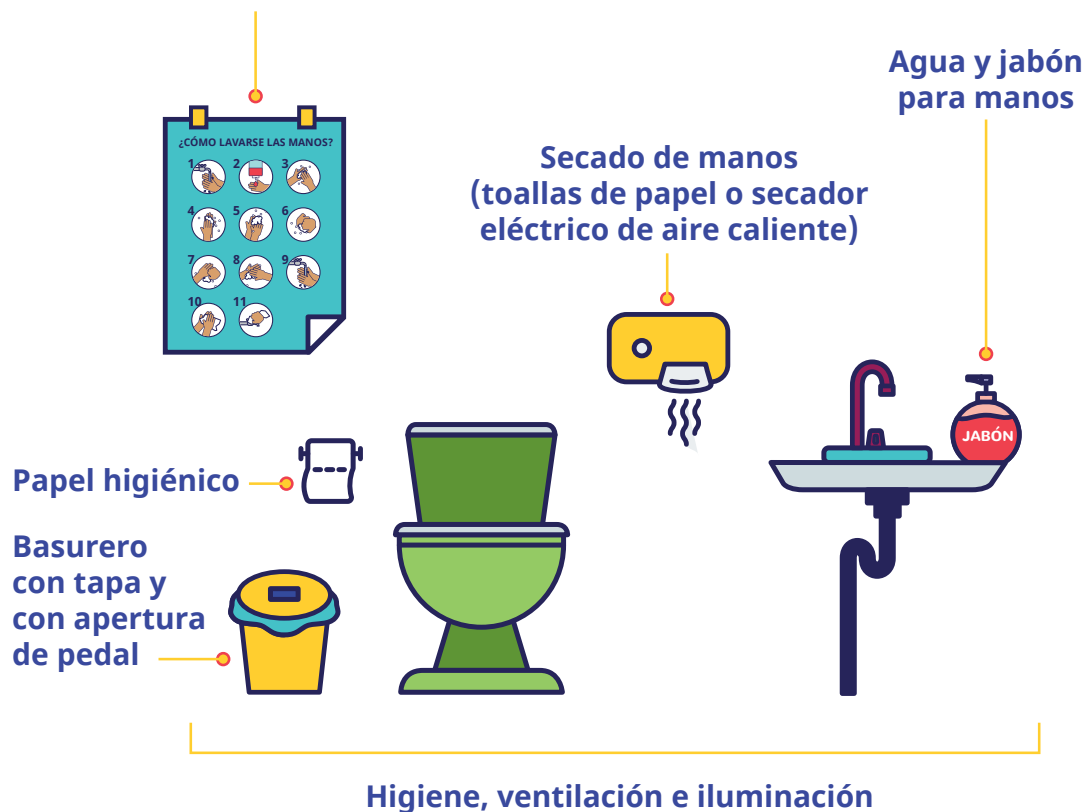 Agua y jabón
para manos
¿CÓMO LAVARSE LAS MANOS?
1 2 3
4 5 6
7 8 9
10 11
Secado de manos
(toallas de papel o secador
eléctrico de aire caliente)
JABÓN
Papel higiénico
Basurero
con tapa y
con apertura
de pedal
Higiene, ventilación e iluminación